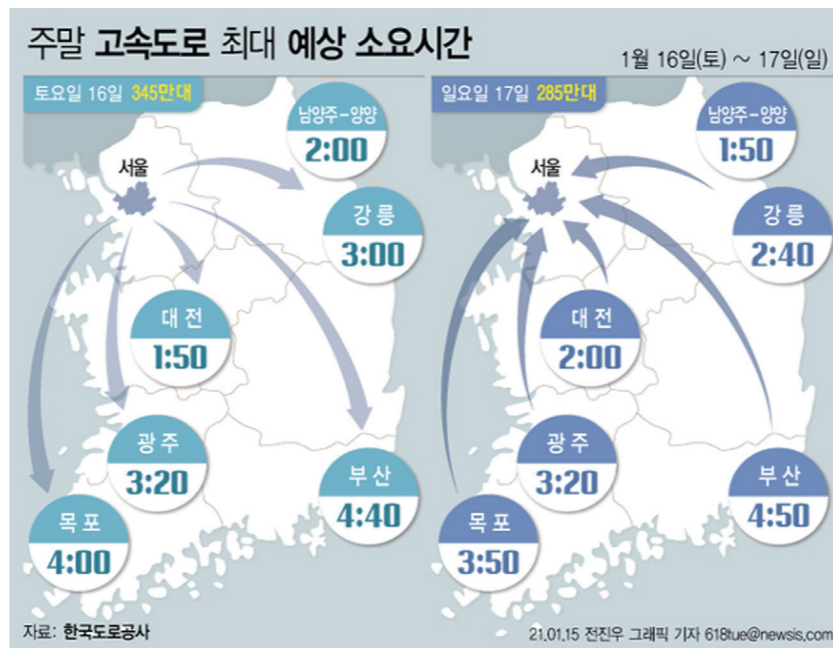 주말 고속도로 최대 예상 소요시간
1월 16일(토) ~ 17일(일)
토요일 16일 345만대
남양주-양양
2:00
서울
강릉
3:00
대전
1:50
광주
3:20
부산
4:40
목포
4:00
일요일 17일 285만대
남양주-양양
1:50
서울
강릉
2:40
대전
2:00
광주
3:20
부산
4:50
목포
3:50
자료: 한국도로공사
21.01.15 전진우 그래픽 기자 618tue@newsis.com